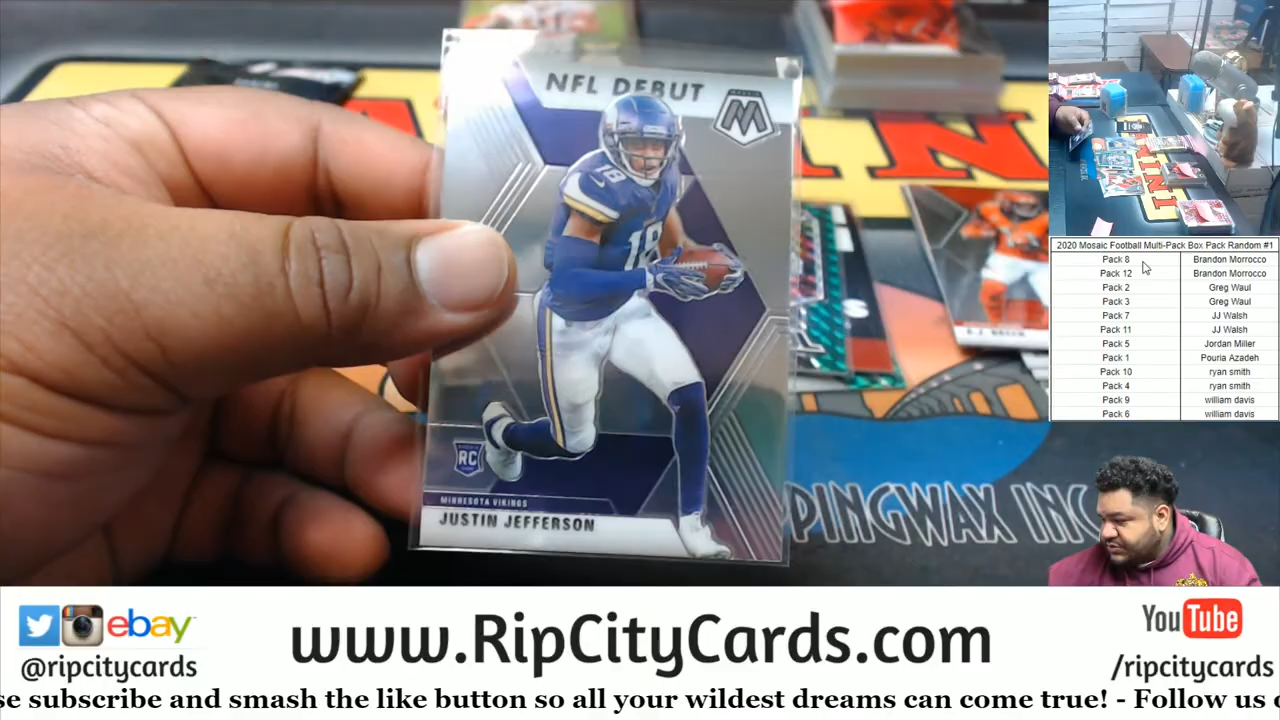 NFL DEBUT
MOSAIC
M
18
18
RC
MINNESOTA VIKINGS
JUSTIN JEFFERSON
PPINGWAX INC
2020 Mosaic Football Multi-Pack Box Pack Random #1
Pack 8 Brandon Morrocco
Pack 12 Brandon Morrocco
Pack 2 Greg Waul
Pack 3 Greg Waul
Pack 7 JJ Walsh
Pack 11 JJ Walsh
Pack 5 Jordan Miller
Pack 1 Pouria Azadeh
Pack 10 ryan smith
Pack 4 ryan smith
Pack 9 william davis
Pack 6 william davis
ebay
@ripcitycards
www.RipCityCards.com
YouTube
/ripcitycards
se subscribe and smash the like button so all your wildest dreams can come true! - Follow us